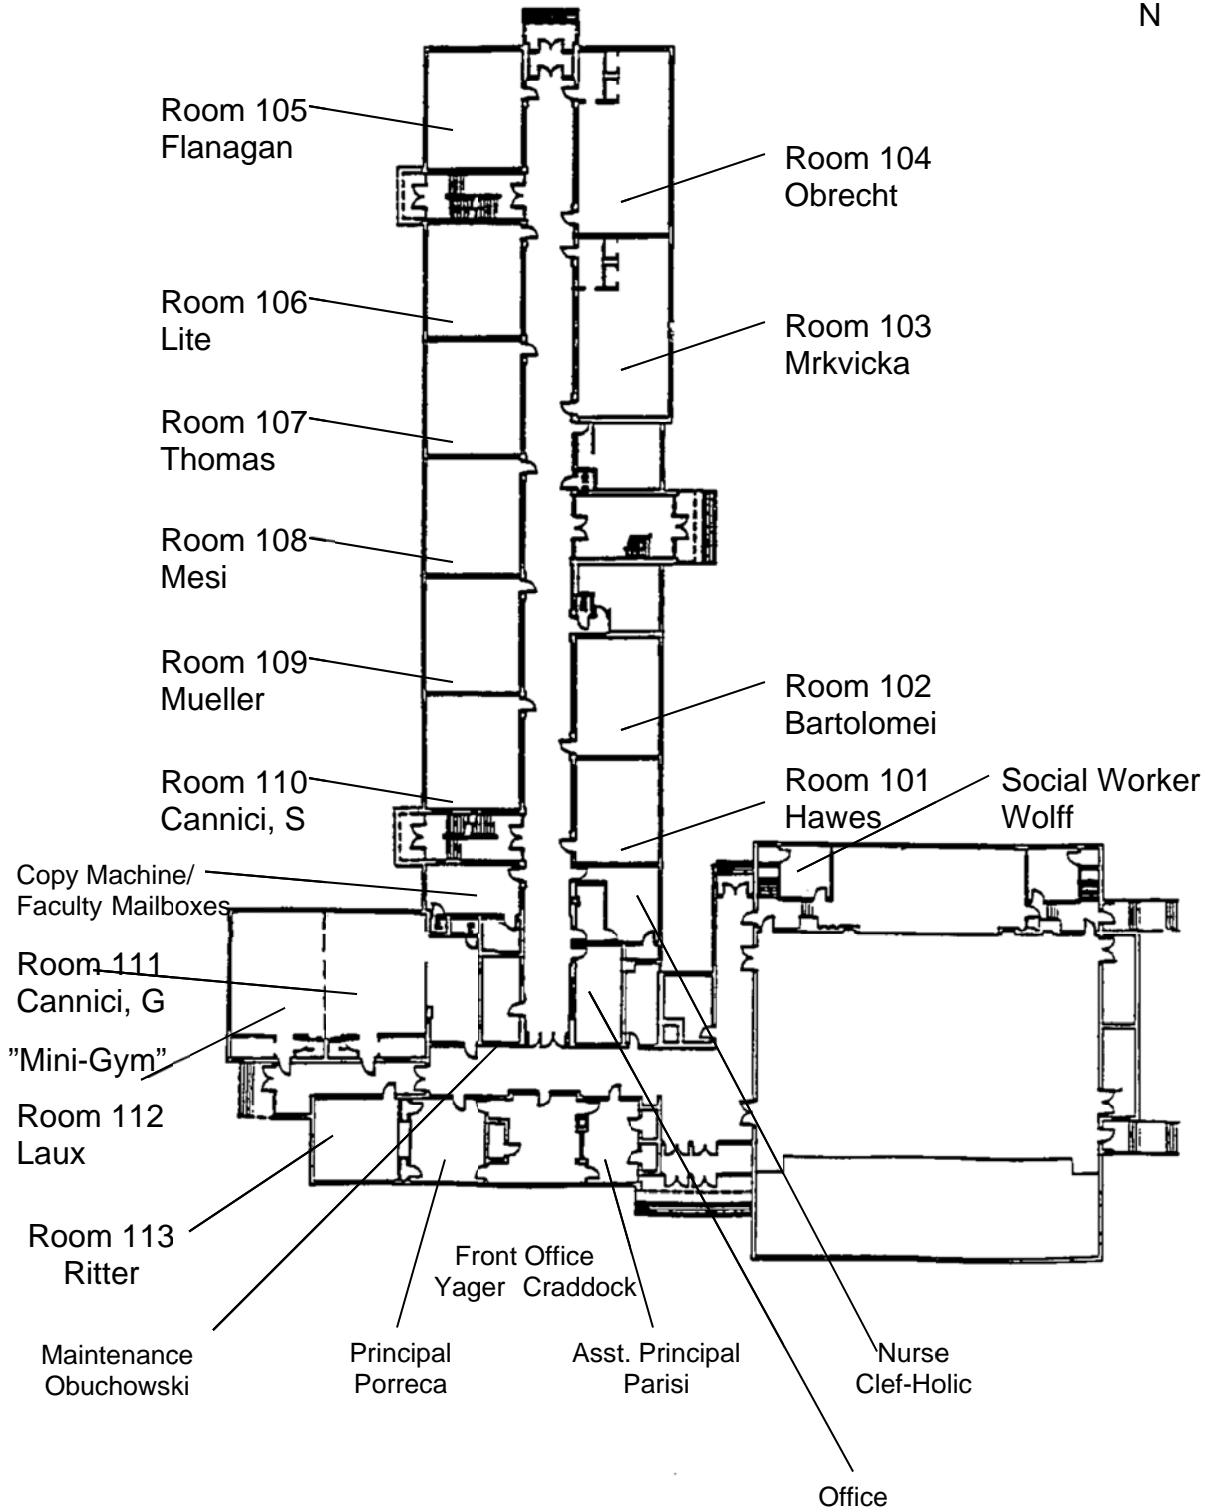 N
Room 105
Flanagan
Room 104
Obrecht
Room 106
Lite
Room 103
Mrkvicka
Room 107
Thomas
Room 108
Mesi
Room 109
Mueller
Room 102
Bartolomei
Room 110
Cannici, S
Room 101
Hawes
Social Worker
Wolff
Copy Machine/
Faculty Mailboxes
Room 111
Cannici, G
”Mini-Gym”
Room 112
Laux
Room 113
Ritter
Front Office
Yager Craddock
Maintenance
Obuchowski
Principal
Porreca
Asst. Principal
Parisi
Nurse
Clef-Holic
Office